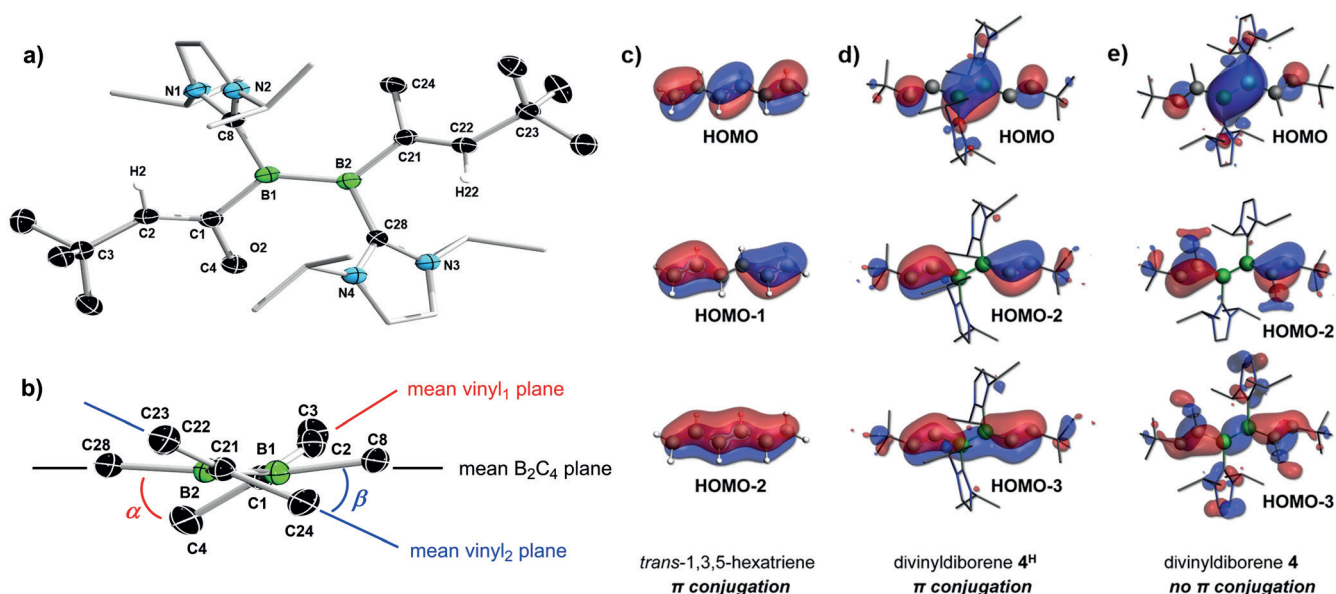 a)
N1
N2
C8
C24
C22
C23
C21
B2
H22
B1
H2
C28
C2
C1
O2
C3
C4
N3
N4
b)
mean vinyl₁ plane
C23
C3
C22
C28
C21
B1
C2
C8
mean B₂C₄ plane
B2
C1
α
β
C24
C4
mean vinyl₂ plane
c)
HOMO
HOMO-1
HOMO-2
trans-1,3,5-hexatriene
π conjugation
d)
HOMO
HOMO-2
HOMO-3
divinyldiborene 4ᴴ
π conjugation
e)
HOMO
HOMO-2
HOMO-3
divinyldiborene 4
no π conjugation